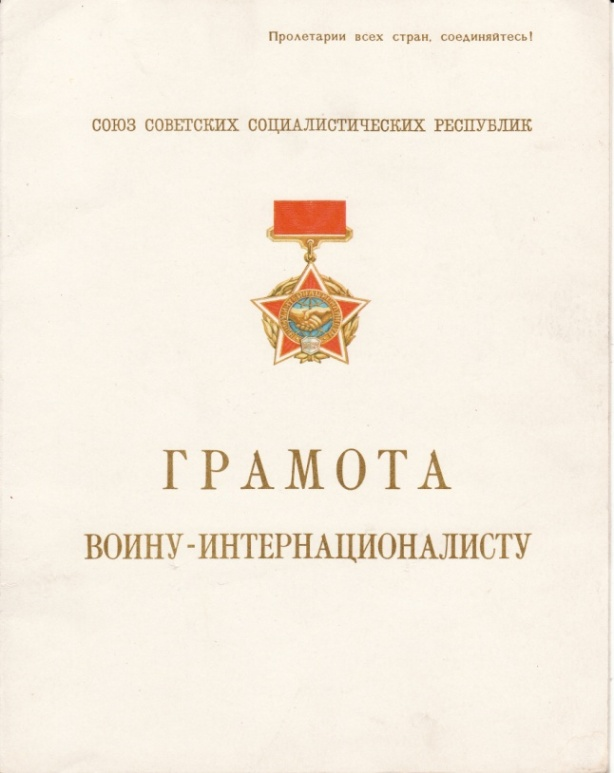 Пролетарии всех стран, соединяйтесь!
СОЮЗ СОВЕТСКИХ СОЦИАЛИСТИЧЕСКИХ РЕСПУБЛИК
ГРАМОТА
ВОИНУ-ИНТЕРНАЦИОНАЛИСТУ